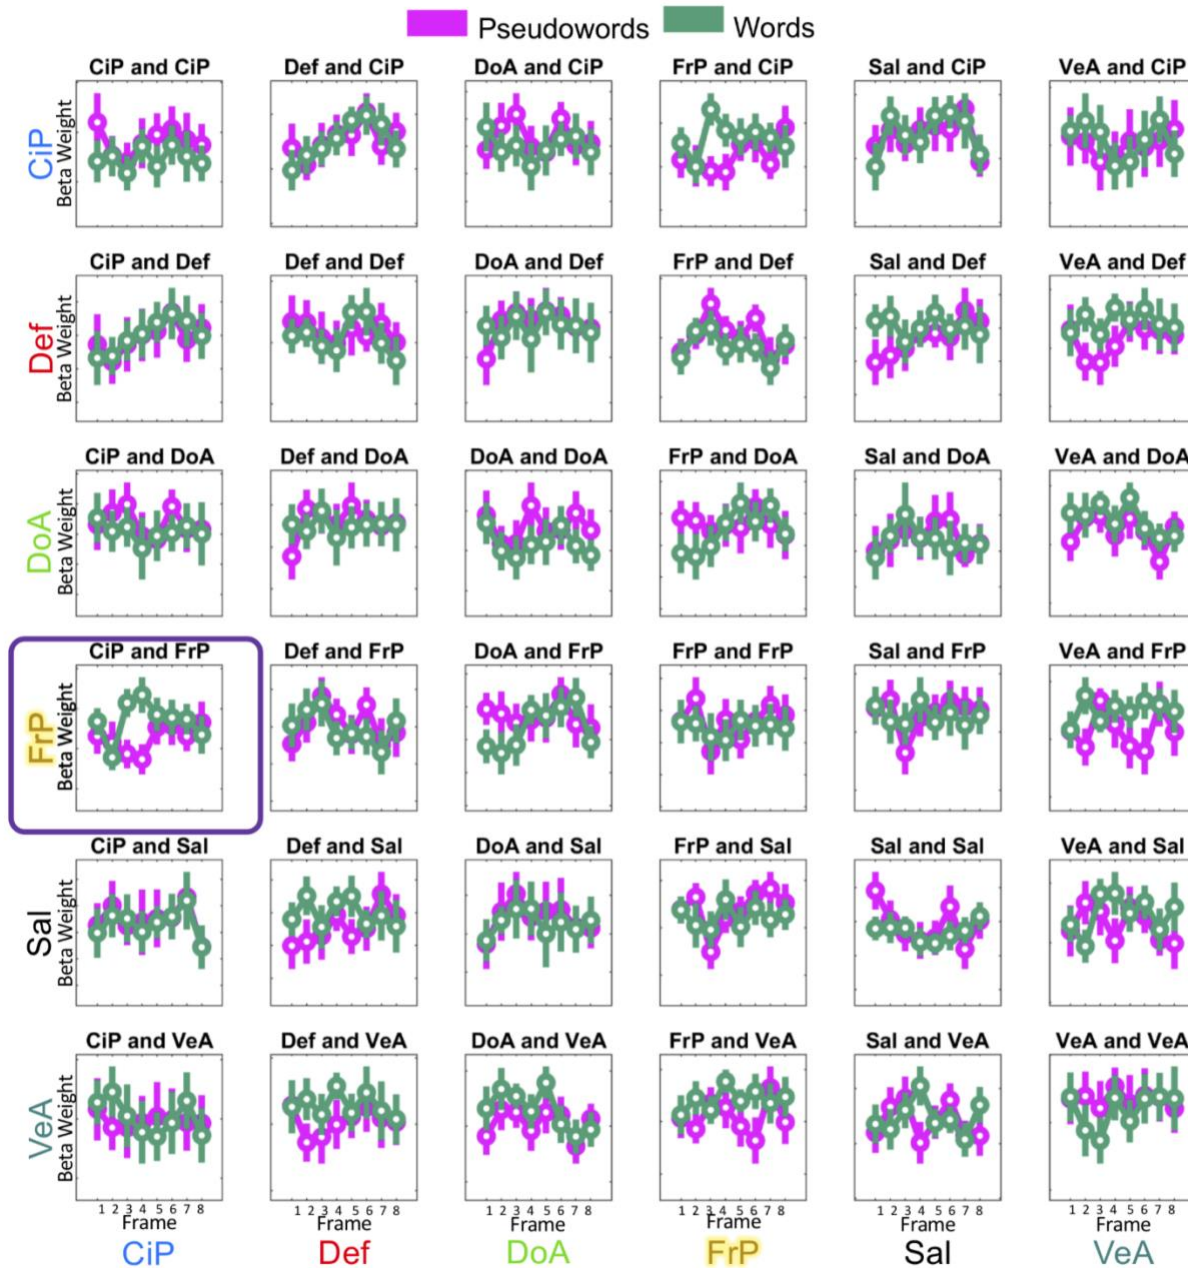 Pseudowords Words
CiP and CiP Def and CiP DoA and CiP FrP and CiP Sal and CiP VeA and CiP
CiP Beta Weight
CiP and Def Def and Def DoA and Def FrP and Def Sal and Def VeA and Def
Def Beta Weight
CiP and DoA Def and DoA DoA and DoA FrP and DoA Sal and DoA VeA and DoA
DoA Beta Weight
CiP and FrP Def and FrP DoA and FrP FrP and FrP Sal and FrP VeA and FrP
FrP Beta Weight
CiP and Sal Def and Sal DoA and Sal FrP and Sal Sal and Sal VeA and Sal
Sal Beta Weight
CiP and VeA Def and VeA DoA and VeA FrP and VeA Sal and VeA VeA and VeA
VeA Beta Weight
1 2 3 4 5 6 7 8 1 2 3 4 5 6 7 8 1 2 3 4 5 6 7 8 1 2 3 4 5 6 7 8 1 2 3 4 5 6 7 8 1 2 3 4 5 6 7 8
Frame Frame Frame Frame Frame Frame
CiP Def DoA FrP Sal VeA